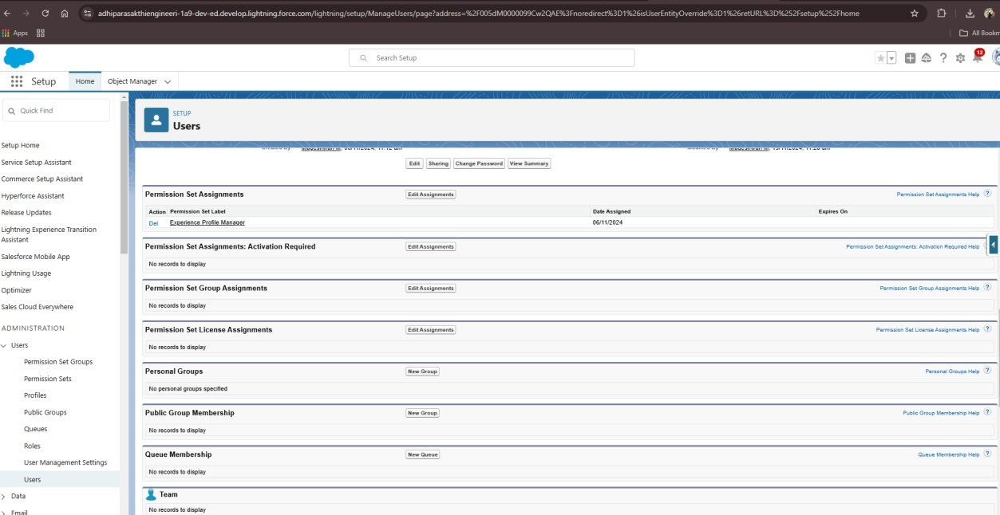 adhiparasakthiengineeri-1a9-dev-ed.develop.lightning.force.com/lightning/setup/ManageUsers/page?address=%2F005dM0000099Cw2QAE%3Fnoredirect%3D1%26isUserEntityOverride%3D1%26retURL%3D%252Fsetup%252Fhome
Apps
All Bookm
Search Setup
12
Setup
Home
Object Manager
Quick Find
Setup Home
Service Setup Assistant
Commerce Setup Assistant
Hyperforce Assistant
Release Updates
Lightning Experience Transition
Assistant
Salesforce Mobile App
Lightning Usage
Optimizer
Sales Cloud Everywhere
ADMINISTRATION
Users
Permission Set Groups
Permission Sets
Profiles
Public Groups
Queues
Roles
User Management Settings
Users
Data
Email
SETUP
Users
Edit Sharing Change Password View Summary
Permission Set Assignments Edit Assignments Permission Set Assignments Help ?
Action Permission Set Label Date Assigned Expires On
Del Experience Profile Manager 06/11/2024
Permission Set Assignments: Activation Required Edit Assignments Permission Set Assignments: Activation Required Help
No records to display
Permission Set Group Assignments Edit Assignments Permission Set Group Assignments Help ?
No records to display
Permission Set License Assignments Edit Assignments Permission Set License Assignments Help ?
No records to display
Personal Groups New Group Personal Groups Help ?
No personal groups specified
Public Group Membership New Group Public Group Membership Help ?
No records to display
Queue Membership New Queue Queue Membership Help ?
No records to display
Team
No records to display